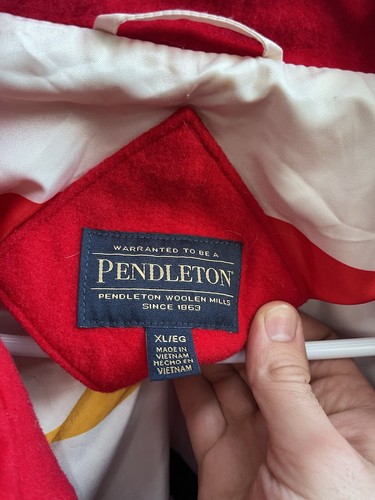 WARRANTED TO BE A
PENDLETON®
PENDLETON WOOLEN MILLS
SINCE 1863
XL/EG
MADE IN
VIETNAM
HECHO EN
VIETNAM